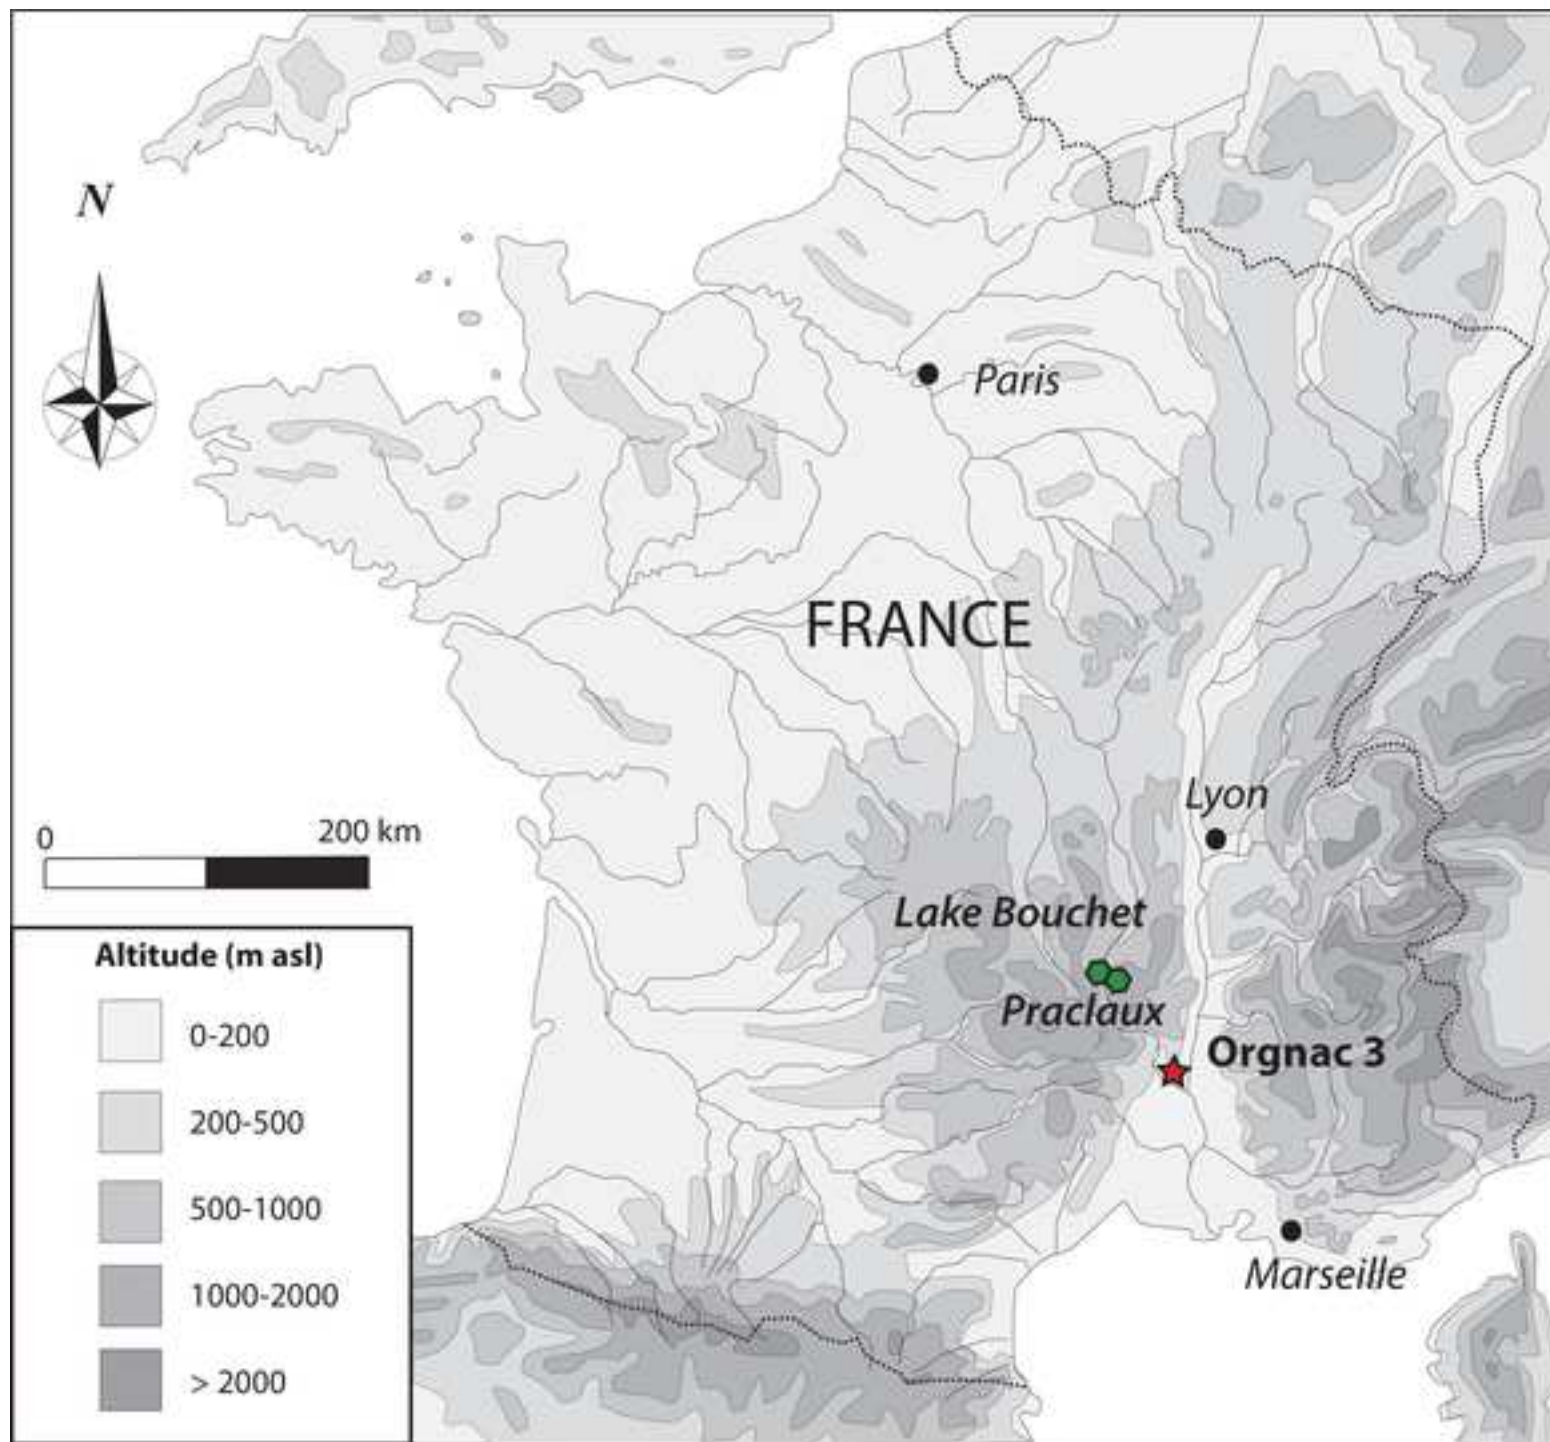 N
Paris
FRANCE
Lyon
0
200 km
Lake Bouchet
Praclaux
Orgnac 3
Marseille
Altitude (m asl)
0-200
200-500
500-1000
1000-2000
> 2000